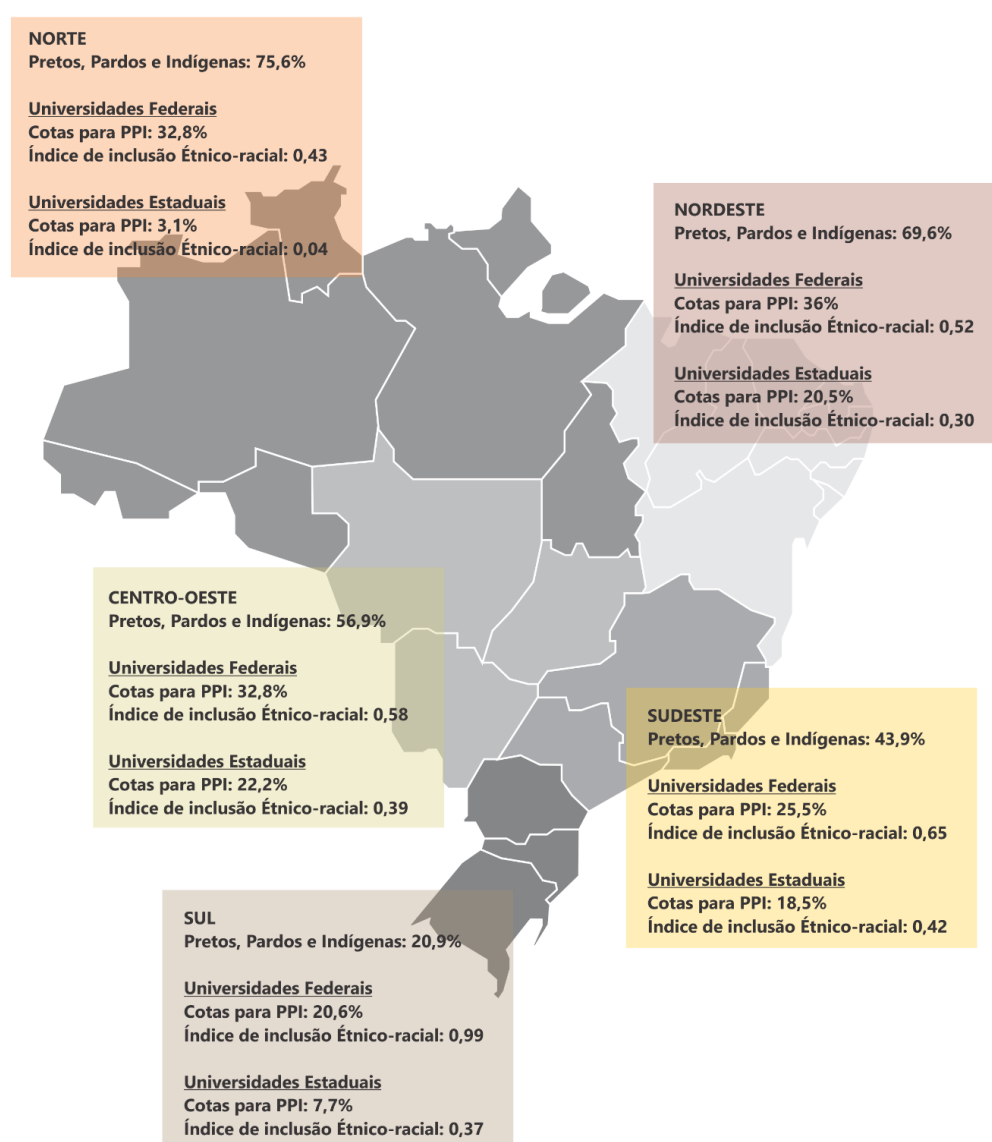 NORTE
Pretos, Pardos e Indígenas: 75,6%
Universidades Federais
Cotas para PPI: 32,8%
Índice de inclusão Étnico-racial: 0,43
Universidades Estaduais
Cotas para PPI: 3,1%
Índice de inclusão Étnico-racial: 0,04
NORDESTE
Pretos, Pardos e Indígenas: 69,6%
Universidades Federais
Cotas para PPI: 36%
Índice de inclusão Étnico-racial: 0,52
Universidades Estaduais
Cotas para PPI: 20,5%
Índice de inclusão Étnico-racial: 0,30
CENTRO-OESTE
Pretos, Pardos e Indígenas: 56,9%
Universidades Federais
Cotas para PPI: 32,8%
Índice de inclusão Étnico-racial: 0,58
Universidades Estaduais
Cotas para PPI: 22,2%
Índice de inclusão Étnico-racial: 0,39
SUDESTE
Pretos, Pardos e Indígenas: 43,9%
Universidades Federais
Cotas para PPI: 25,5%
Índice de inclusão Étnico-racial: 0,65
Universidades Estaduais
Cotas para PPI: 18,5%
Índice de inclusão Étnico-racial: 0,42
SUL
Pretos, Pardos e Indígenas: 20,9%
Universidades Federais
Cotas para PPI: 20,6%
Índice de inclusão Étnico-racial: 0,99
Universidades Estaduais
Cotas para PPI: 7,7%
Índice de inclusão Étnico-racial: 0,37